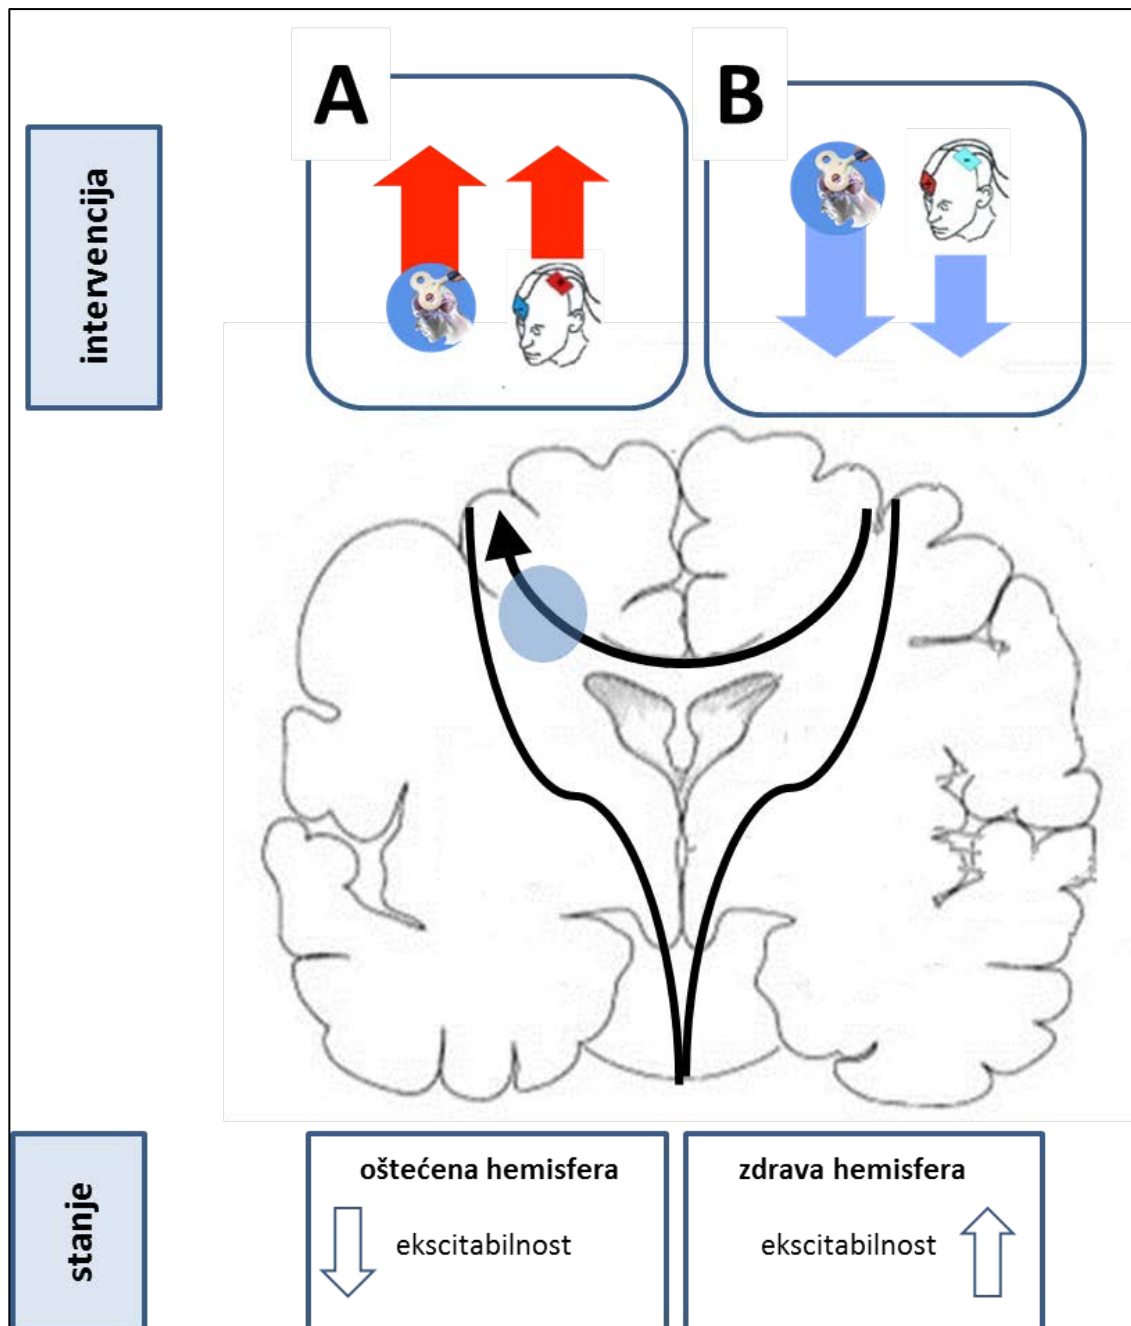 A
B
intervencija
oštećena hemisfera
zdrava hemisfera
ekscitabilnost
ekscitabilnost
stanje